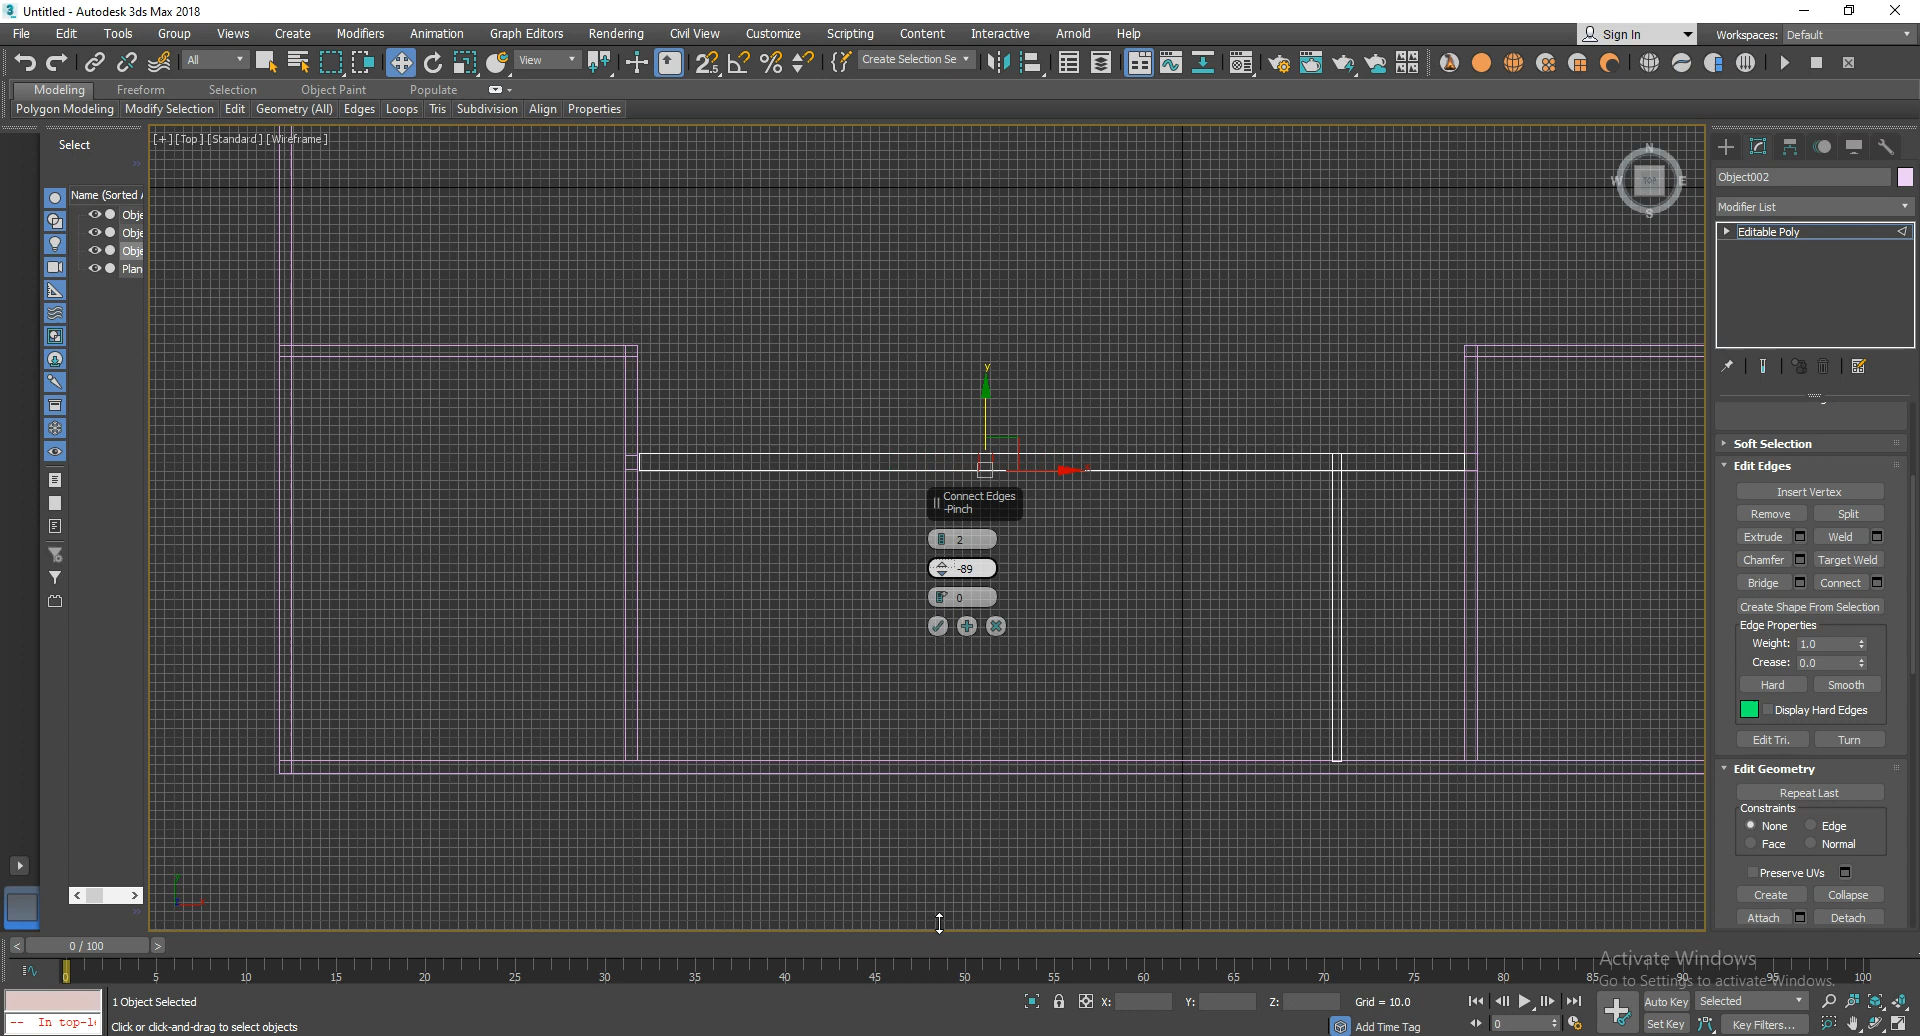 3 Untitled - Autodesk 3ds Max 2018
File Edit Tools Group Views Create Modifiers Animation Graph Editors Rendering Civil View Customize Scripting Content Interactive Arnold Help Sign In Workspaces: Default
All View Create Selection Se
Modeling Freeform Selection Object Paint Populate
Polygon Modeling Modify Selection Edit Geometry (All) Edges Loops Tris Subdivision Align Properties
Select
[+] [Top] [Standard] [Wireframe]
N
W TOP E
S
Object002
Name (Sorted A
Modifier List
Obje
Obje
Editable Poly
Obje
Plan
y
x
Connect Edges
-Pinch
2
-89
0
Soft Selection
Edit Edges
Insert Vertex
Remove Split
Extrude Weld
Chamfer Target Weld
Bridge Connect
Create Shape From Selection
Edge Properties
Weight: 1.0
Crease: 0.0
Hard Smooth
Display Hard Edges
Edit Tri. Turn
Edit Geometry
Repeat Last
Constraints
None Edge
Face Normal
Preserve UVs
Create Collapse
Attach Detach
< 0 / 100 >
0 5 10 15 20 25 30 35 40 45 50 55 60 65 70 75 80 85 90 95 100
Activate Windows
Go to Settings to activate Windows.
1 Object Selected X: Y: Z: Grid = 10.0 Auto Key Selected
-- In top-le Click or click-and-drag to select objects Add Time Tag 0 Set Key Key Filters...